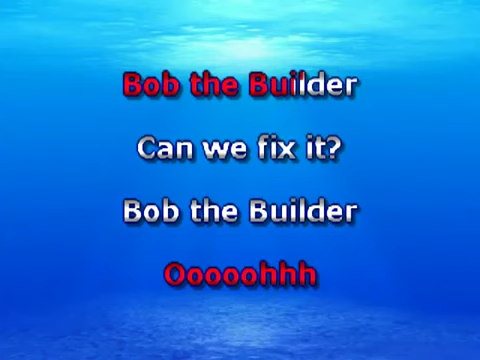 Bob the Builder
Can we fix it?
Bob the Builder
Ooooohhh